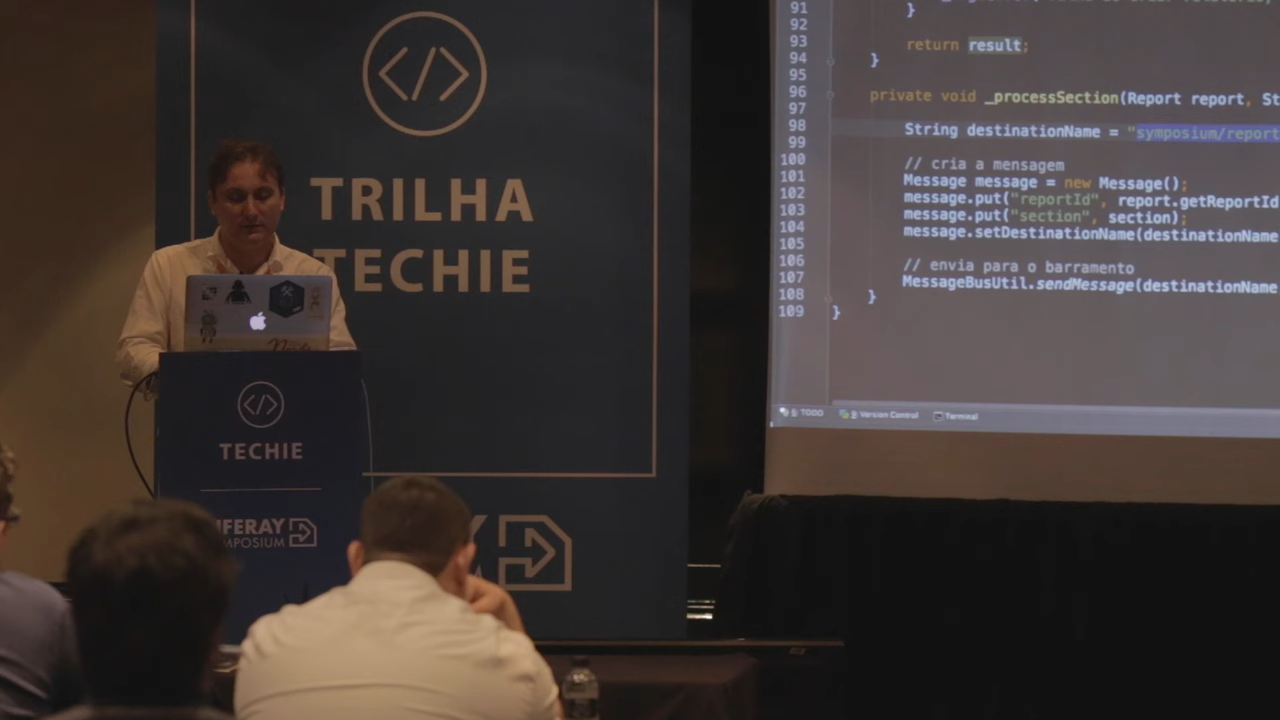 TRILHA
TECHIE
TECHIE
IFERAY
MPOSIUM
91 }
92
93 return result;
94 }
95
96 private void _processSection(Report report, St
97
98 String destinationName = "symposium/report
99
100 // cria a mensagem
101 Message message = new Message();
102 message.put("reportId", report.getReportId
103 message.put("section", section);
104 message.setDestinationName(destinationName
105
106 // envia para o barramento
107 MessageBusUtil.sendMessage(destinationName
108 }
109 }
6: TODO 9: Version Control Terminal